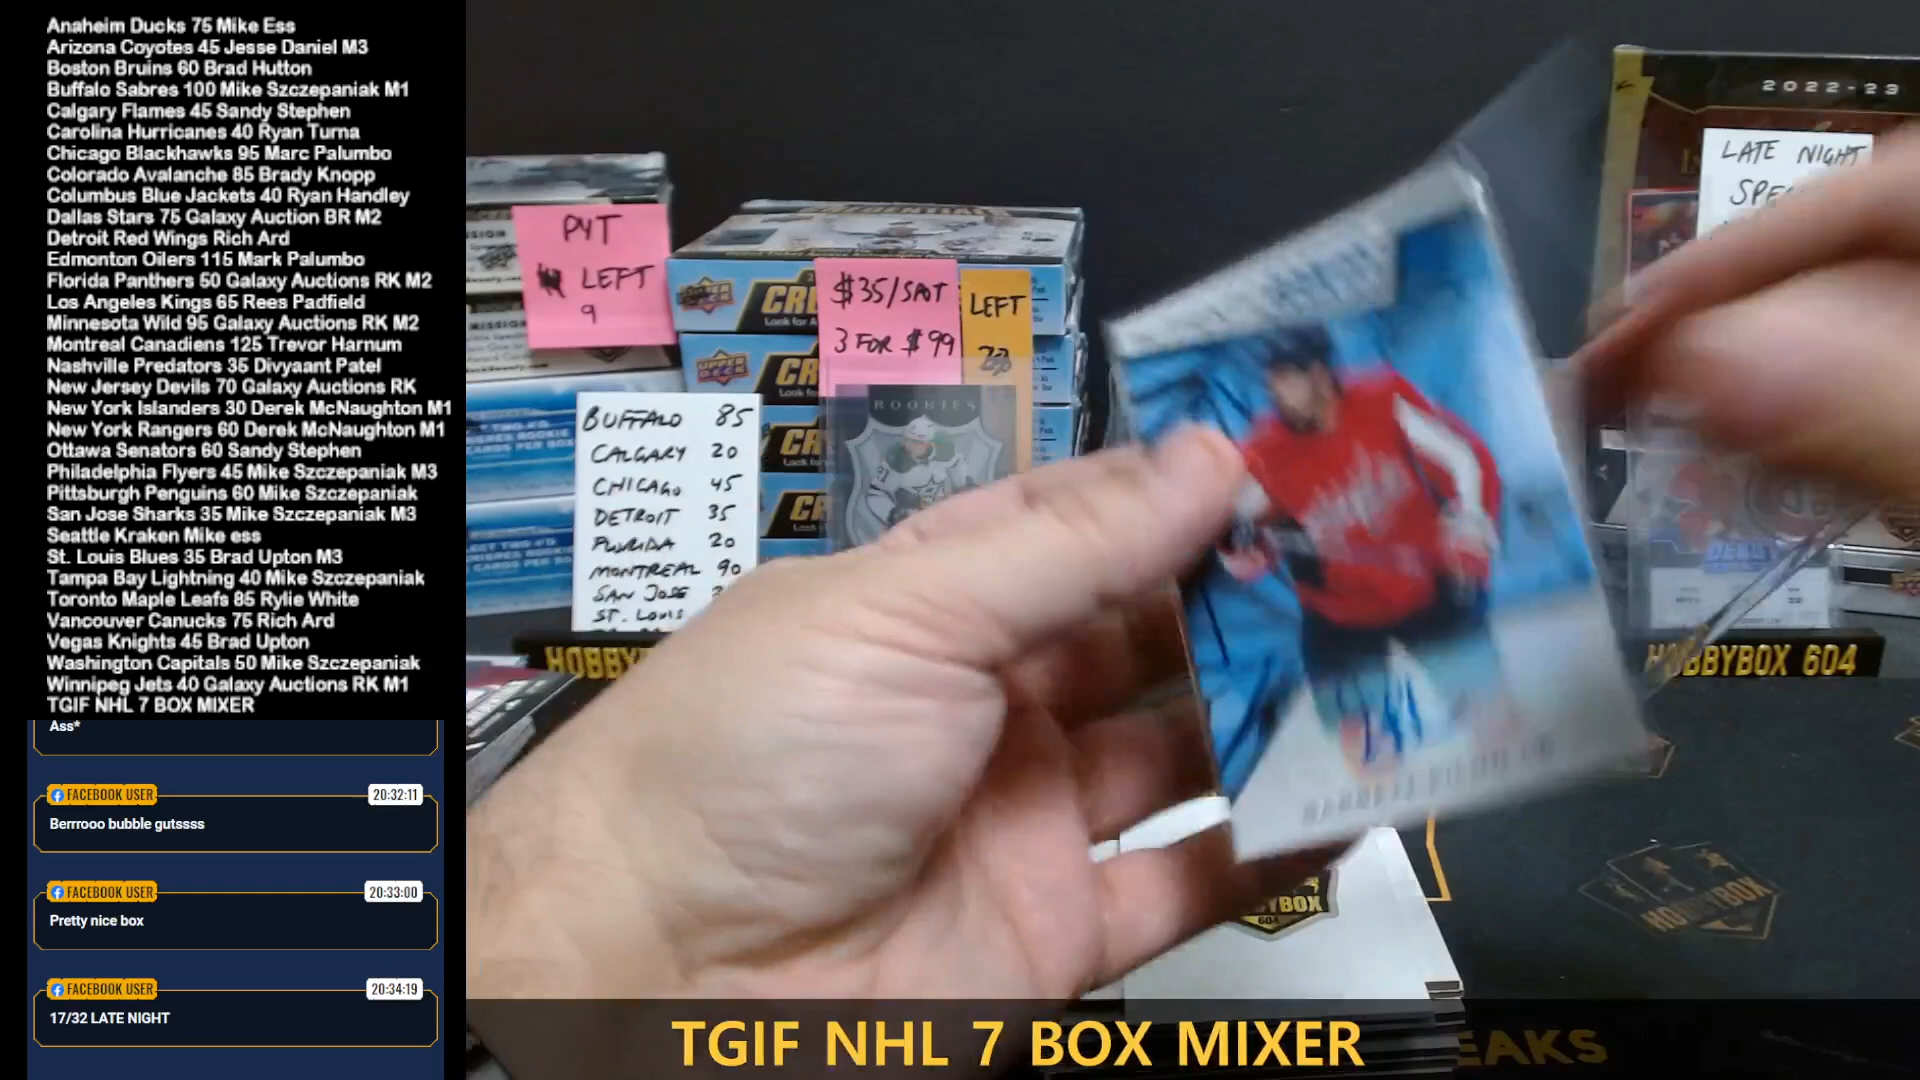 Anaheim Ducks 75 Mike Ess
Arizona Coyotes 45 Jesse Daniel M3
Boston Bruins 60 Brad Hutton
Buffalo Sabres 100 Mike Szczepaniak M1
Calgary Flames 45 Sandy Stephen
Carolina Hurricanes 40 Ryan Turna
Chicago Blackhawks 95 Marc Palumbo
Colorado Avalanche 85 Brady Knopp
Columbus Blue Jackets 40 Ryan Handley
Dallas Stars 75 Galaxy Auction BR M2
Detroit Red Wings Rich Ard
Edmonton Oilers 115 Mark Palumbo
Florida Panthers 50 Galaxy Auctions RK M2
Los Angeles Kings 65 Rees Padfield
Minnesota Wild 95 Galaxy Auctions RK M2
Montreal Canadiens 125 Trevor Harnum
Nashville Predators 35 Divyaant Patel
New Jersey Devils 70 Galaxy Auctions RK
New York Islanders 30 Derek McNaughton M1
New York Rangers 60 Derek McNaughton M1
Ottawa Senators 60 Sandy Stephen
Philadelphia Flyers 45 Mike Szczepaniak M3
Pittsburgh Penguins 60 Mike Szczepaniak
San Jose Sharks 35 Mike Szczepaniak M3
Seattle Kraken Mike ess
St. Louis Blues 35 Brad Upton M3
Tampa Bay Lightning 40 Mike Szczepaniak
Toronto Maple Leafs 85 Rylie White
Vancouver Canucks 75 Rich Ard
Vegas Knights 45 Brad Upton
Washington Capitals 50 Mike Szczepaniak
Winnipeg Jets 40 Galaxy Auctions RK M1
TGIF NHL 7 BOX MIXER
Ass*
FACEBOOK USER 20:32:11
Berrrooo bubble gutssss
FACEBOOK USER 20:33:00
Pretty nice box
FACEBOOK USER 20:34:19
17/32 LATE NIGHT
PYT
LEFT
9
$35/SPOT
3 FOR $99
LEFT
UPPER DECK
BUFFALO 85
CALGARY 20
CHICAGO 45
DETROIT 35
FLORIDA 20
MONTREAL 90
SAN JOSE
ST. LOUIS
ROOKIES
91
2022-23
LATE NIGHT
HOBBYBOX 604
HOBBYBOX
TGIF NHL 7 BOX MIXER